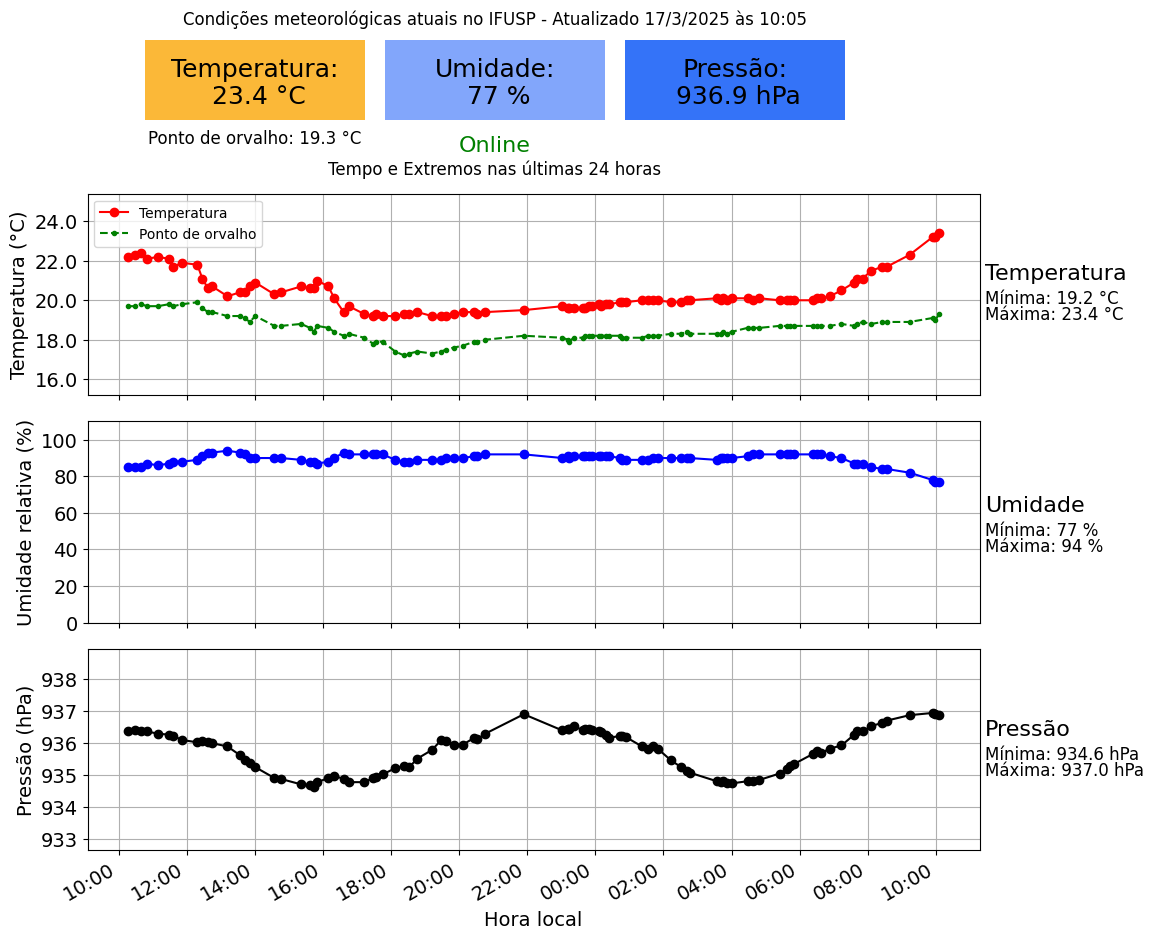 Condições meteorológicas atuais no IFUSP - Atualizado 17/3/2025 às 10:05
Temperatura:
23.4 °C
Umidade:
77 %
Pressão:
936.9 hPa
Ponto de orvalho: 19.3 °C
Online
Tempo e Extremos nas últimas 24 horas
Temperatura (°C)
24.0
22.0
20.0
18.0
16.0
Temperatura
Ponto de orvalho
Temperatura
Mínima: 19.2 °C
Máxima: 23.4 °C
Umidade relativa (%)
100
80
60
40
20
0
Umidade
Mínima: 77 %
Máxima: 94 %
Pressão (hPa)
938
937
936
935
934
933
Pressão
Mínima: 934.6 hPa
Máxima: 937.0 hPa
10:00
12:00
14:00
16:00
18:00
20:00
22:00
00:00
02:00
04:00
06:00
08:00
10:00
Hora local